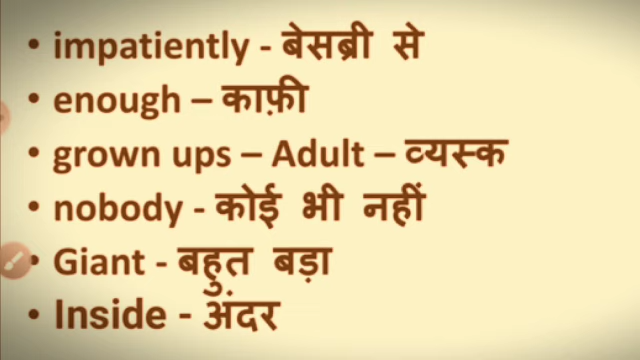 • impatiently - बेसब्री से
• enough – काफ़ी
• grown ups – Adult – व्यस्क
• nobody - कोई भी नहीं
• Giant - बहुत बड़ा
• Inside - अंदर